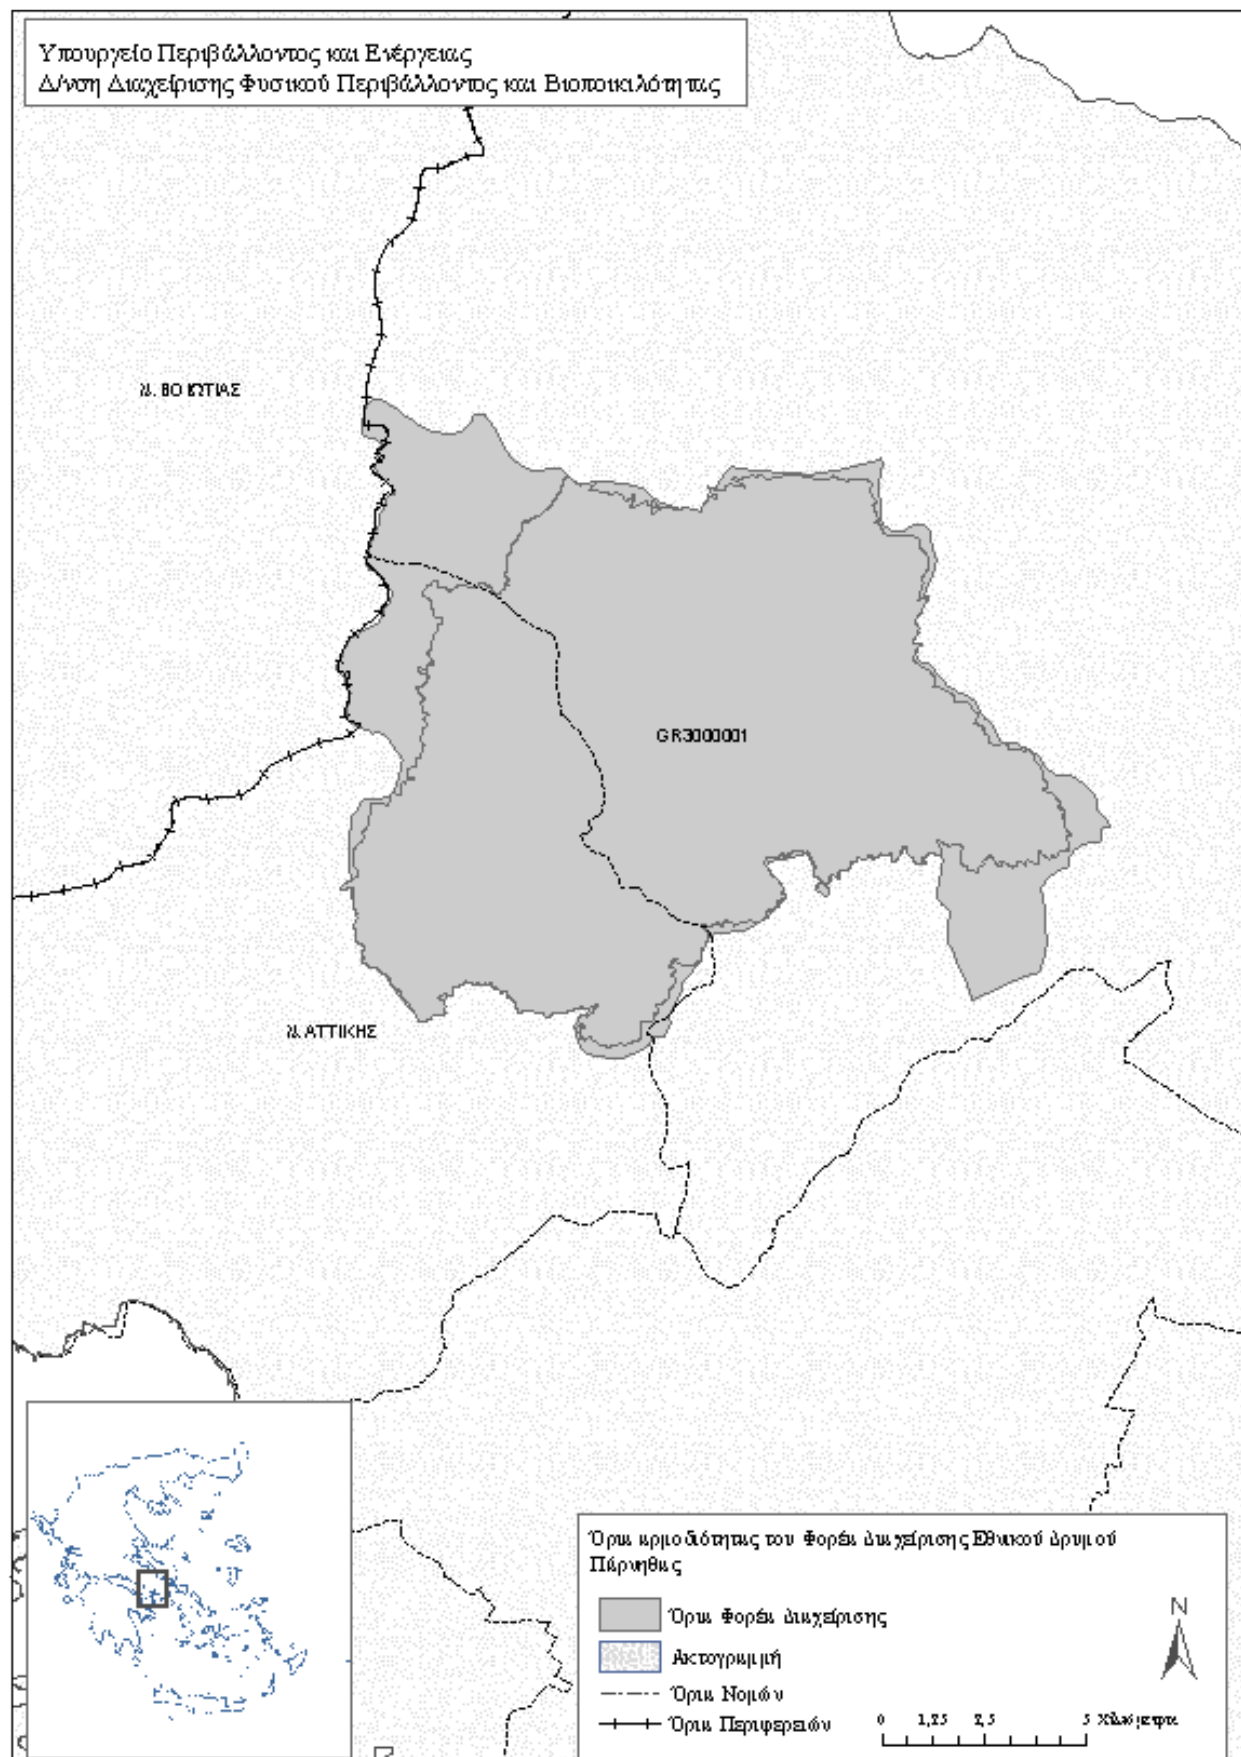 Υπουργείο Περιβάλλοντος και Ενέργειας
Δ/νση Διαχείρισης Φυσικού Περιβάλλοντος και Βιοποικιλότητας
Ν. ΒΟΙΩΤΙΑΣ
GR3000001
Ν. ΑΤΤΙΚΗΣ
Όρια αρμοδιότητας του Φορέα Διαχείρισης Εθνικού Δρυμού
Πάρνηθας
Όρια Φορέα Διαχείρισης
N
Ακτογραμμή
Όρια Νομών
Όρια Περιφερειών
0 1,25 2,5 5 Χιλιόμετρα